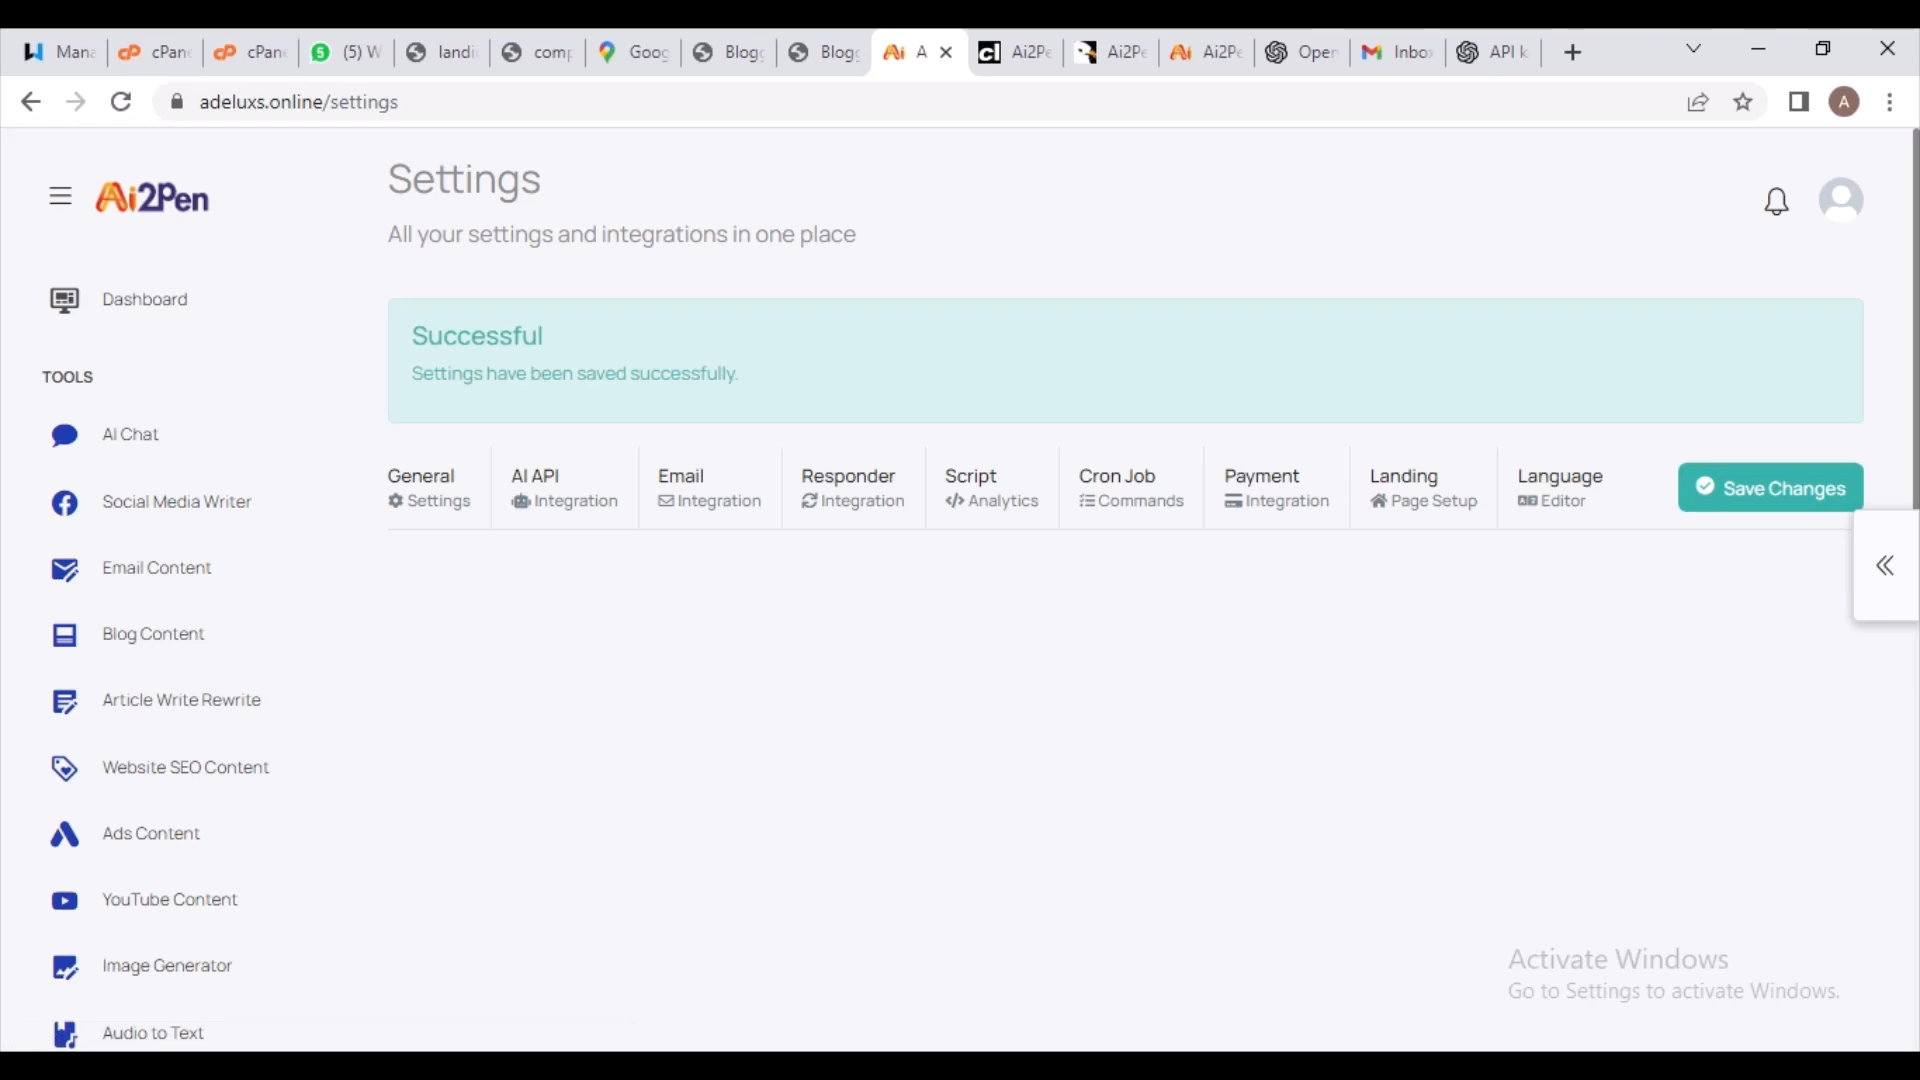 Mana cPane cPane (5) W landi comp Goog Blogg Blogg A Ai2Pe Ai2Pe Ai2Pe Open Inbox API k
adeluxs.online/settings
A
Ai2Pen
Settings
All your settings and integrations in one place
Dashboard
Successful
Settings have been saved successfully.
TOOLS
AI Chat
Social Media Writer
Email Content
Blog Content
Article Write Rewrite
Website SEO Content
Ads Content
YouTube Content
Image Generator
Audio to Text
General
Settings
AI API
Integration
Email
Integration
Responder
Integration
Script
Analytics
Cron Job
Commands
Payment
Integration
Landing
Page Setup
Language
Editor
Save Changes
Activate Windows
Go to Settings to activate Windows.